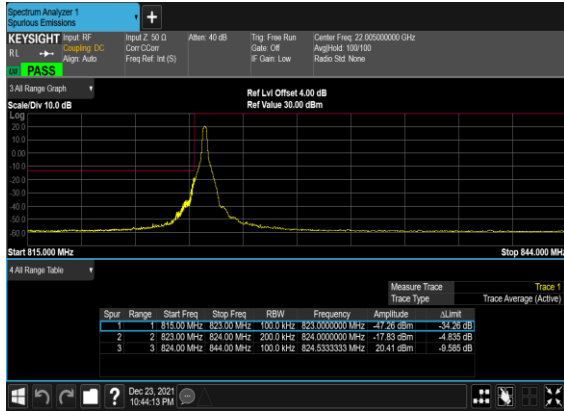 Spectrum Analyzer 1
Spurious Emissions
+
KEYSIGHT Input: RF Input Z: 50 Ω Atten: 40 dB Trig: Free Run Center Freq: 22.005000000 GHz
RL Coupling: DC Corr CCorr Gate: Off Avg|Hold: 100/100
Align: Auto Freq Ref: Int (S) IF Gain: Low Radio Std: None
PASS
3 All Range Graph
Ref Lvl Offset 4.00 dB
Scale/Div 10.0 dB Ref Value 30.00 dBm
Log
20.0
10.0
0.00
-10.0
-20.0
-30.0
-40.0
-50.0
-60.0
Start 815.000 MHz Stop 844.000 MHz
4 All Range Table
Measure Trace Trace 1
Trace Type Trace Average (Active)
Spur Range Start Freq Stop Freq RBW Frequency Amplitude ΔLimit
1 1 815.00 MHz 823.00 MHz 100.0 kHz 823.0000000 MHz -47.26 dBm -34.26 dB
2 2 823.00 MHz 824.00 MHz 200.0 kHz 824.0000000 MHz -17.83 dBm -4.835 dB
3 3 824.00 MHz 844.00 MHz 100.0 kHz 824.5333333 MHz 20.41 dBm -9.585 dB
? Dec 23, 2021
10:44:13 PM